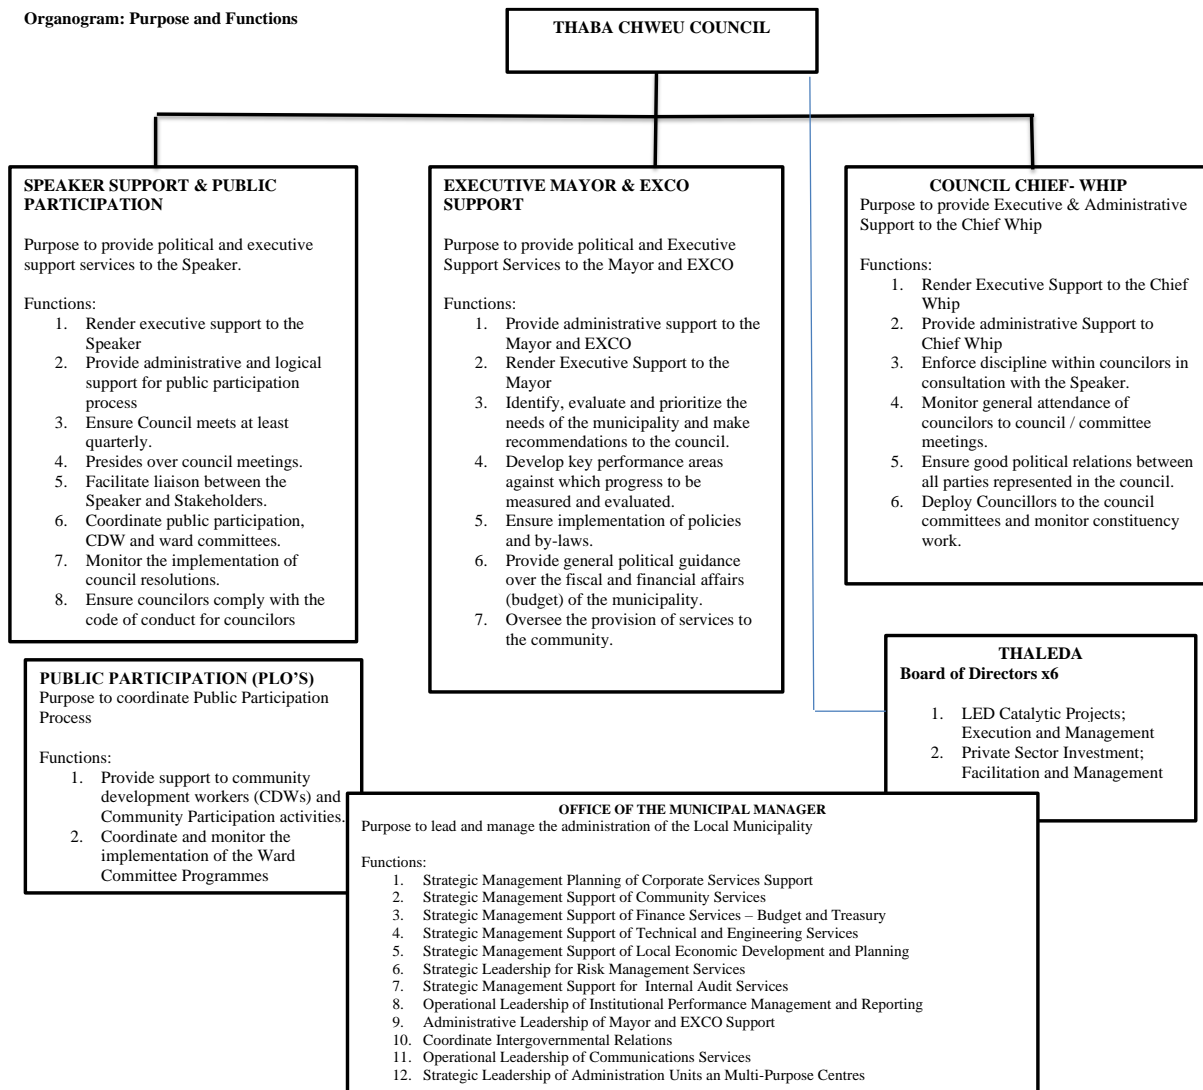 Organogram: Purpose and Functions
THABA CHWEU COUNCIL
SPEAKER SUPPORT & PUBLIC
PARTICIPATION
Purpose to provide political and executive
support services to the Speaker.
Functions:
1. Render executive support to the
Speaker
2. Provide administrative and logical
support for public participation
process
3. Ensure Council meets at least
quarterly.
4. Presides over council meetings.
5. Facilitate liaison between the
Speaker and Stakeholders.
6. Coordinate public participation,
CDW and ward committees.
7. Monitor the implementation of
council resolutions.
8. Ensure councilors comply with the
code of conduct for councilors
EXECUTIVE MAYOR & EXCO
SUPPORT
Purpose to provide political and Executive
Support Services to the Mayor and EXCO
Functions:
1. Provide administrative support to the
Mayor and EXCO
2. Render Executive Support to the
Mayor
3. Identify, evaluate and prioritize the
needs of the municipality and make
recommendations to the council.
4. Develop key performance areas
against which progress to be
measured and evaluated.
5. Ensure implementation of policies
and by-laws.
6. Provide general political guidance
over the fiscal and financial affairs
(budget) of the municipality.
7. Oversee the provision of services to
the community.
COUNCIL CHIEF- WHIP
Purpose to provide Executive & Administrative
Support to the Chief Whip
Functions:
1. Render Executive Support to the Chief
Whip
2. Provide administrative Support to
Chief Whip
3. Enforce discipline within councilors in
consultation with the Speaker.
4. Monitor general attendance of
councilors to council / committee
meetings.
5. Ensure good political relations between
all parties represented in the council.
6. Deploy Councillors to the council
committees and monitor constituency
work.
PUBLIC PARTICIPATION (PLO'S)
Purpose to coordinate Public Participation
Process
Functions:
1. Provide support to community
development workers (CDWs) and
Community Participation activities.
2. Coordinate and monitor the
implementation of the Ward
Committee Programmes
THALEDA
Board of Directors x6
1. LED Catalytic Projects;
Execution and Management
2. Private Sector Investment;
Facilitation and Management
OFFICE OF THE MUNICIPAL MANAGER
Purpose to lead and manage the administration of the Local Municipality
Functions:
1. Strategic Management Planning of Corporate Services Support
2. Strategic Management Support of Community Services
3. Strategic Management Support of Finance Services – Budget and Treasury
4. Strategic Management Support of Technical and Engineering Services
5. Strategic Management Support of Local Economic Development and Planning
6. Strategic Leadership for Risk Management Services
7. Strategic Management Support for Internal Audit Services
8. Operational Leadership of Institutional Performance Management and Reporting
9. Administrative Leadership of Mayor and EXCO Support
10. Coordinate Intergovernmental Relations
11. Operational Leadership of Communications Services
12. Strategic Leadership of Administration Units an Multi-Purpose Centres